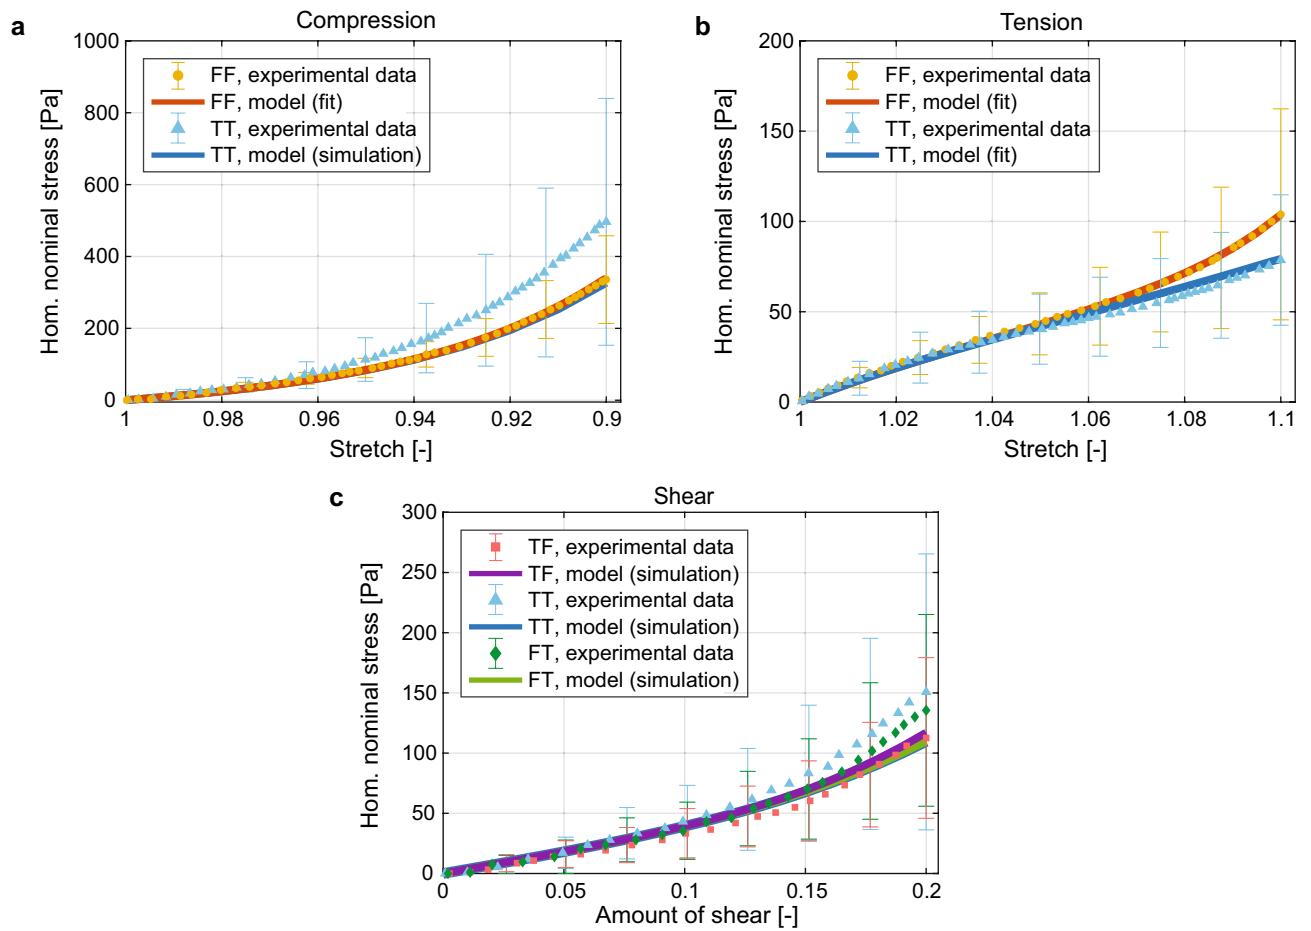 a
Compression
1000
800
600
400
200
0
Hom. nominal stress [Pa]
FF, experimental data
FF, model (fit)
TT, experimental data
TT, model (simulation)
1
0.98
0.96
0.94
0.92
0.9
Stretch [-]
b
Tension
200
150
100
50
0
Hom. nominal stress [Pa]
FF, experimental data
FF, model (fit)
TT, experimental data
TT, model (fit)
1
1.02
1.04
1.06
1.08
1.1
Stretch [-]
c
Shear
300
250
200
150
100
50
0
Hom. nominal stress [Pa]
TF, experimental data
TF, model (simulation)
TT, experimental data
TT, model (simulation)
FT, experimental data
FT, model (simulation)
0
0.05
0.1
0.15
0.2
Amount of shear [-]